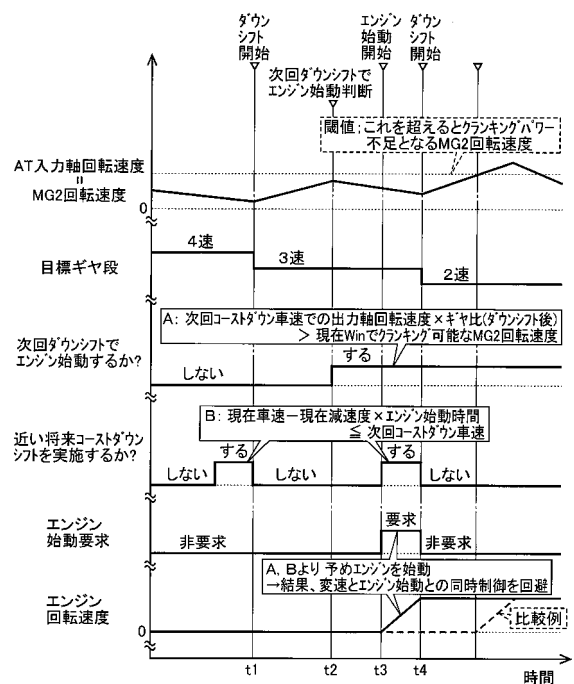 ダウン
シフト
開始
エンジン
始動
開始
ダウン
シフト
開始
次回ダウンシフトで
エンジン始動判断
閾値；これを超えるとクランキングパワー
不足となるMG2回転速度
AT入力軸回転速度
=
MG2回転速度
0
目標ギヤ段
4速
3速
2速
A: 次回コーストダウン車速での出力軸回転速度×ギヤ比(ダウンシフト後)
> 現在Winでクランキング可能なMG2回転速度
次回ダウンシフトで
エンジン始動するか?
しない
する
B: 現在車速－現在減速度×エンジン始動時間
≦ 次回コーストダウン車速
近い将来コーストダウン
シフトを実施するか?
しない
する
しない
する
しない
エンジン
始動要求
非要求
要求
非要求
A, Bより 予めエンジンを始動
→結果、変速とエンジン始動との同時制御を回避
エンジン
回転速度
0
比較例
t1
t2
t3
t4
時間